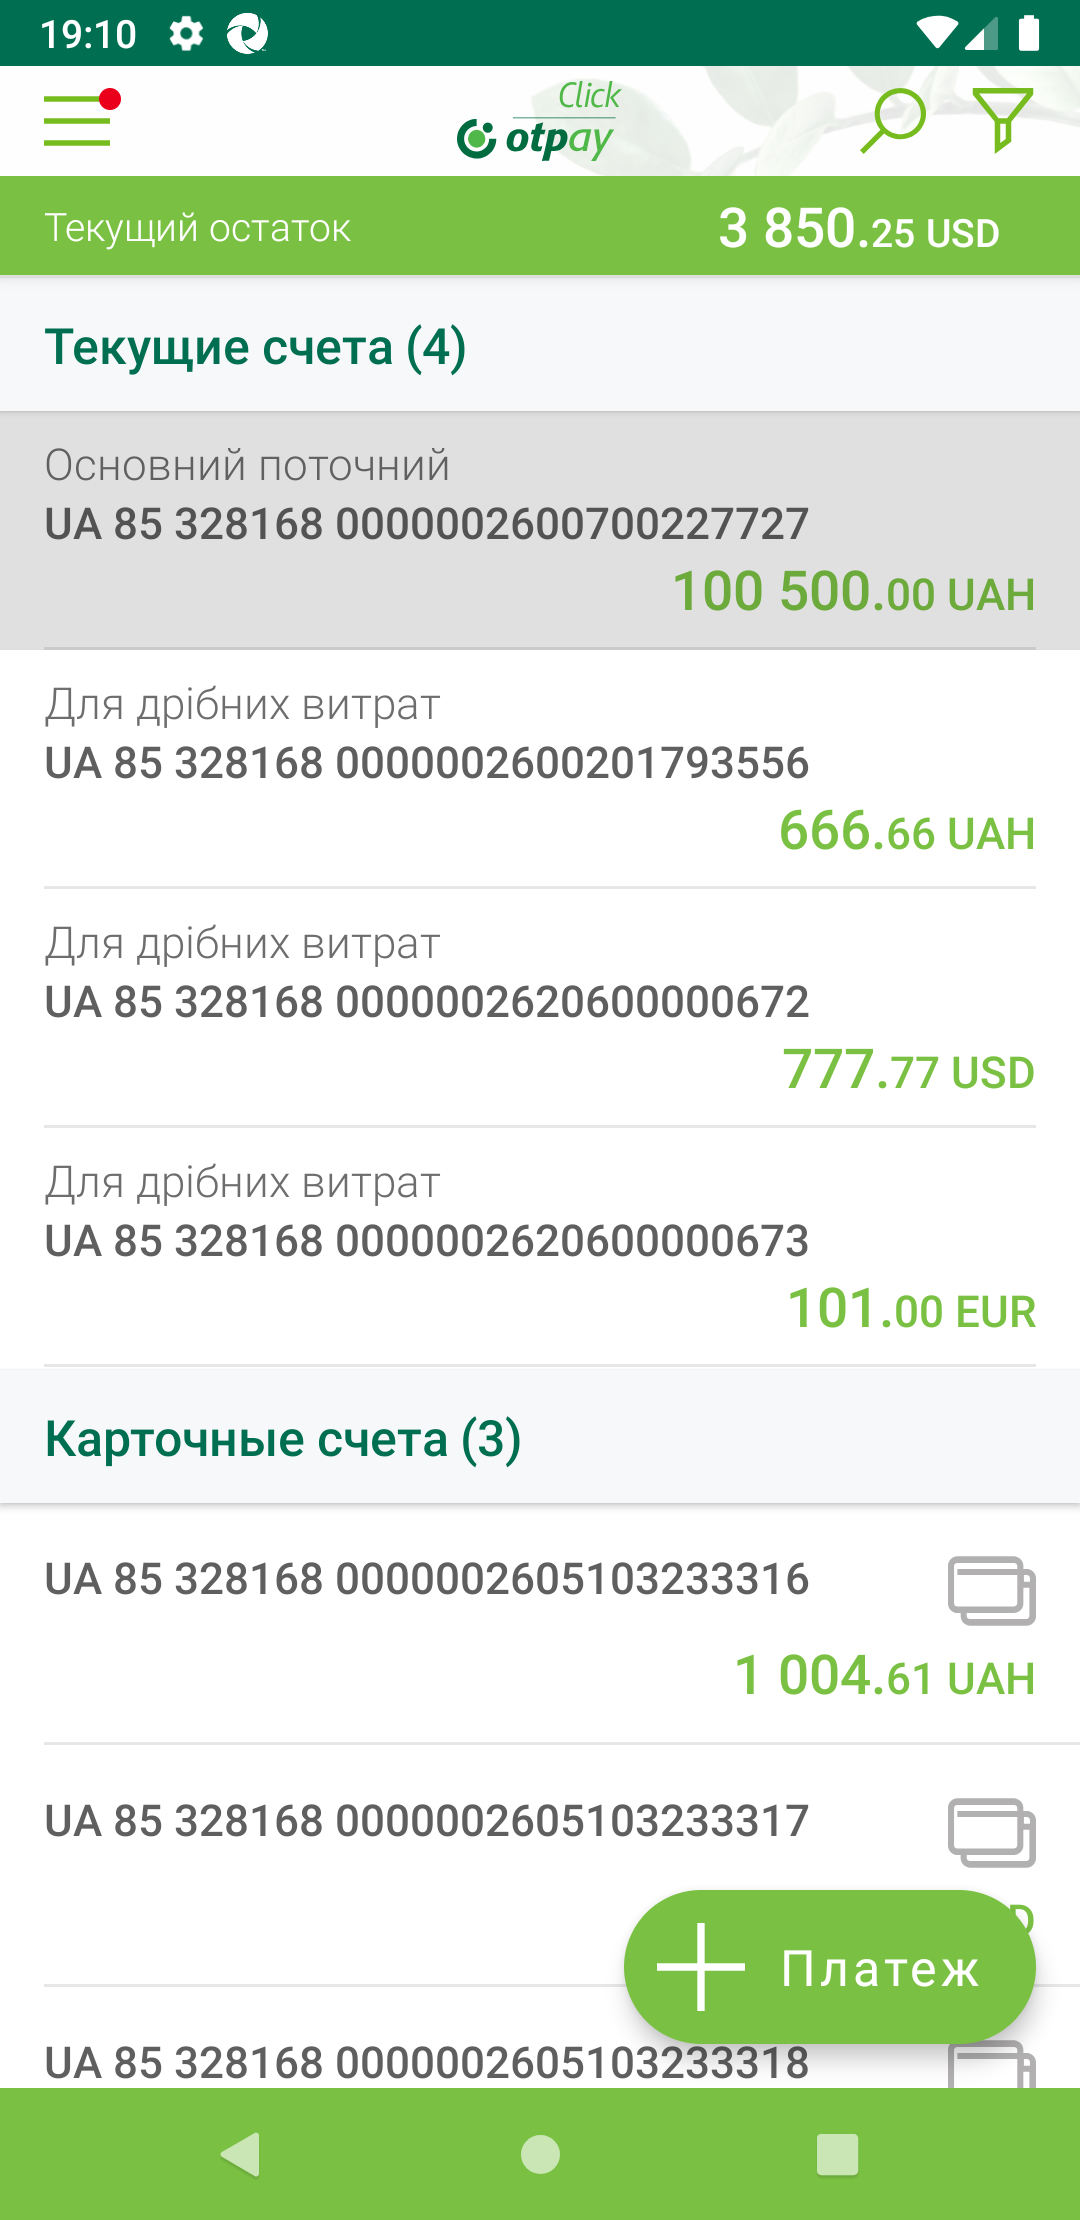 19:10
Click
otpay
Текущий остаток
3 850.25 USD
Текущие счета (4)
Основний поточний
UA 85 328168 0000002600700227727
100 500.00 UAH
Для дрібних витрат
UA 85 328168 0000002600201793556
666.66 UAH
Для дрібних витрат
UA 85 328168 0000002620600000672
777.77 USD
Для дрібних витрат
UA 85 328168 0000002620600000673
101.00 EUR
Карточные счета (3)
UA 85 328168 0000002605103233316
1 004.61 UAH
UA 85 328168 0000002605103233317
Платеж
UA 85 328168 0000002605103233318